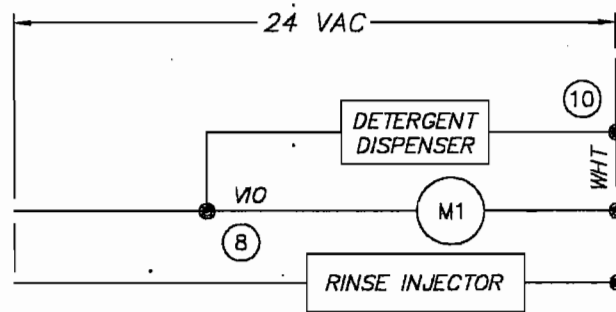 24 VAC
10
DETERGENT
DISPENSER
WHT
VIO
M1
8
RINSE INJECTOR